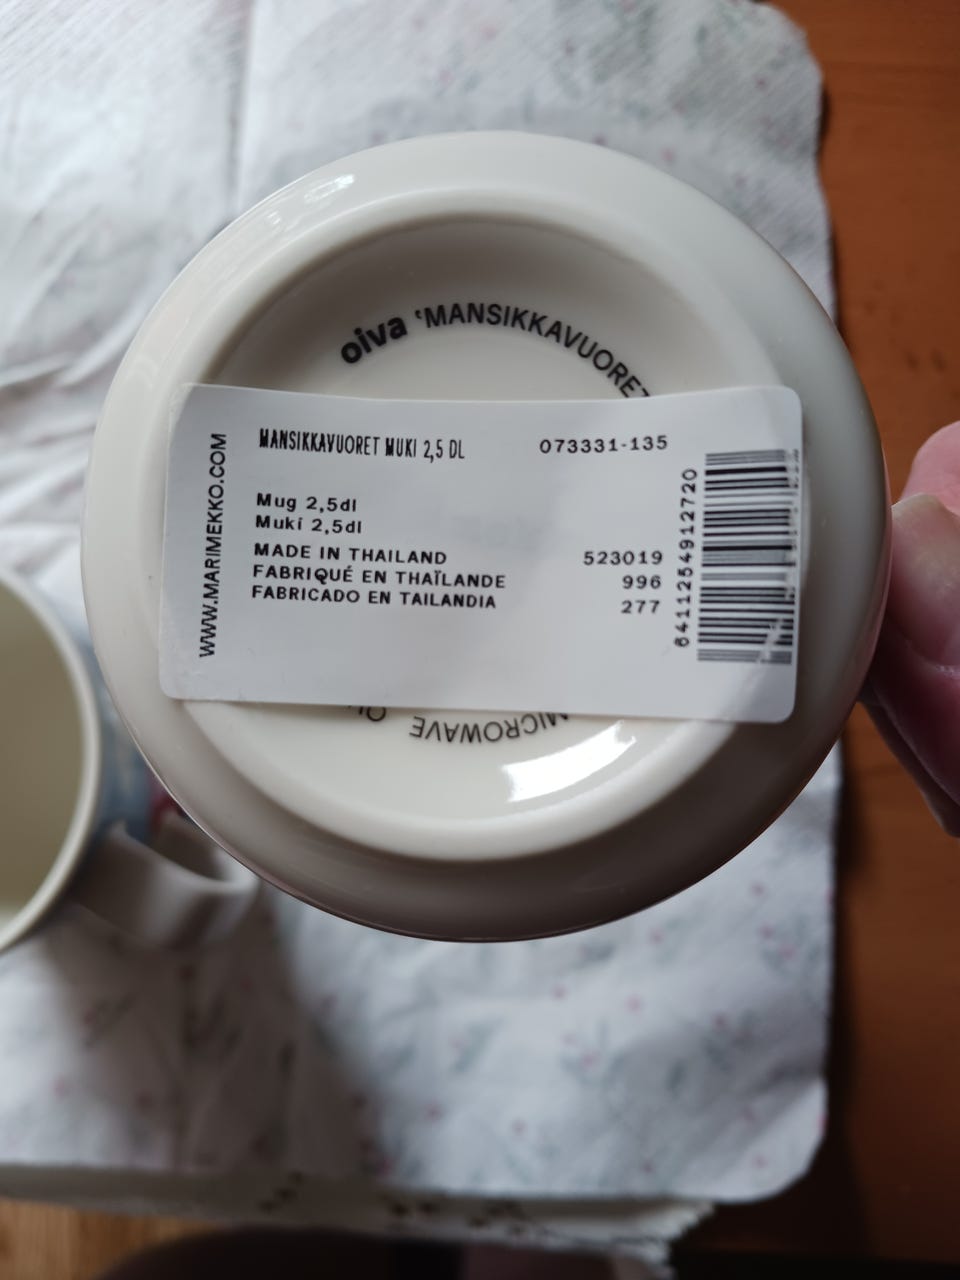 oiva 'MANSIKKAVUORET
WWW.MARIMEKKO.COM
MANSIKKAVUORET MUKI 2,5 DL 073331-135
Mug 2,5dl
Muki 2,5dl
MADE IN THAILAND 523019
FABRIQUÉ EN THAÏLANDE 996
FABRICADO EN TAILANDIA 277
6411254912720
MICROWAVE